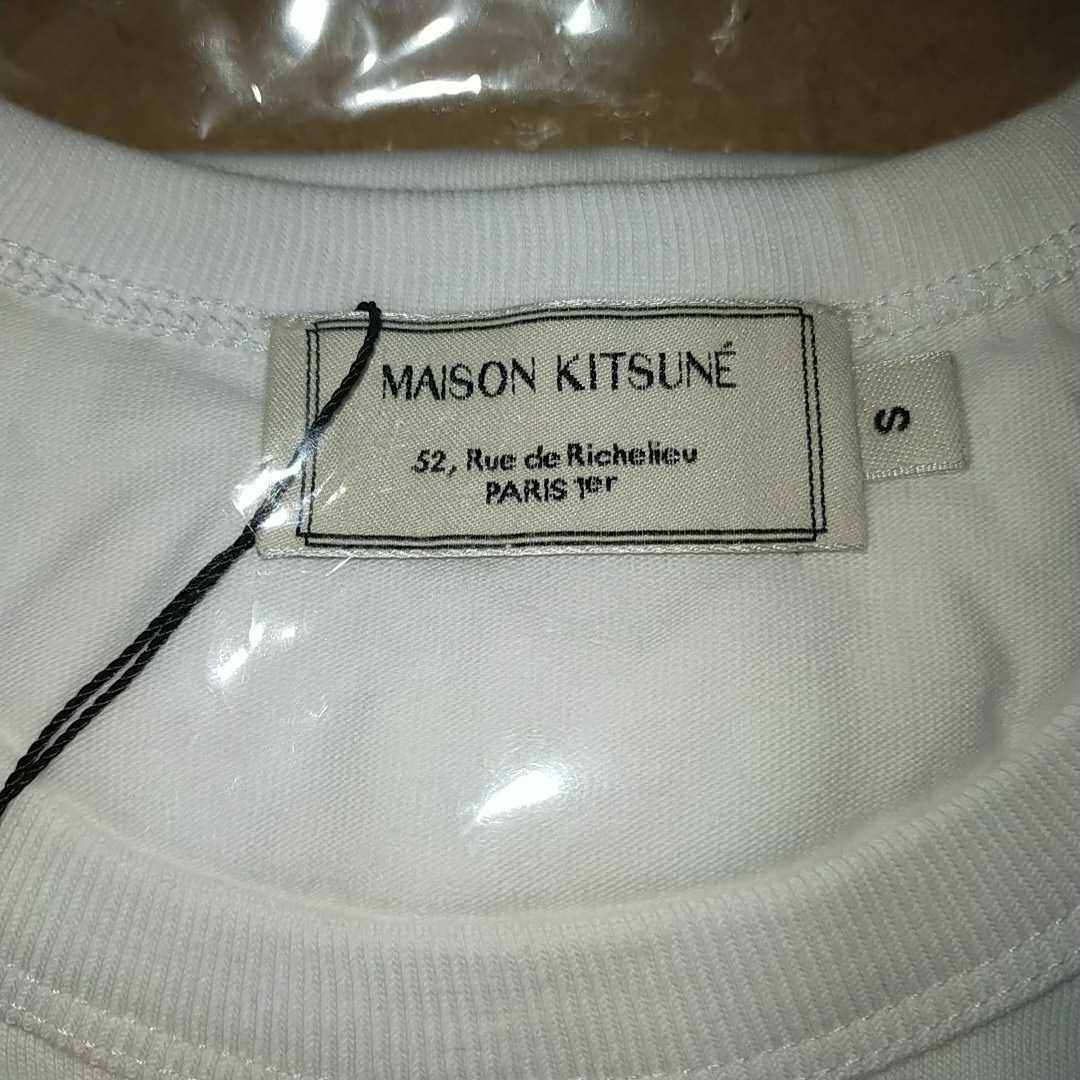 MAISON KITSUNÉ
52, Rue de Richelieu
PARIS 1er
S